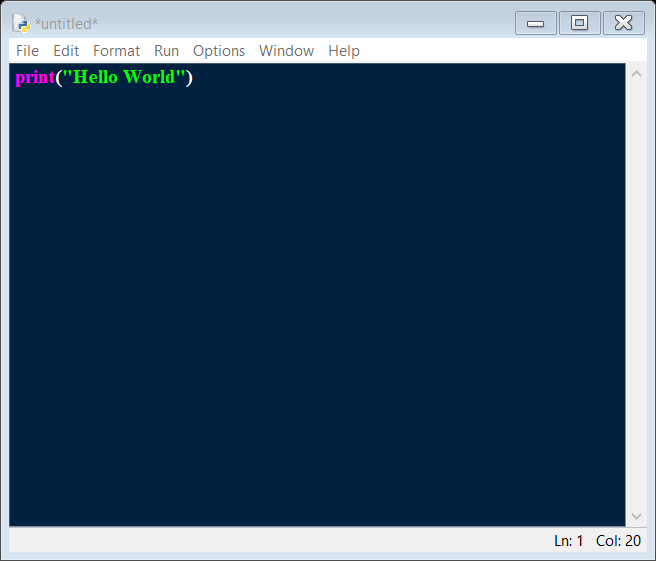 *untitled*
File Edit Format Run Options Window Help
print("Hello World")
Ln: 1 Col: 20